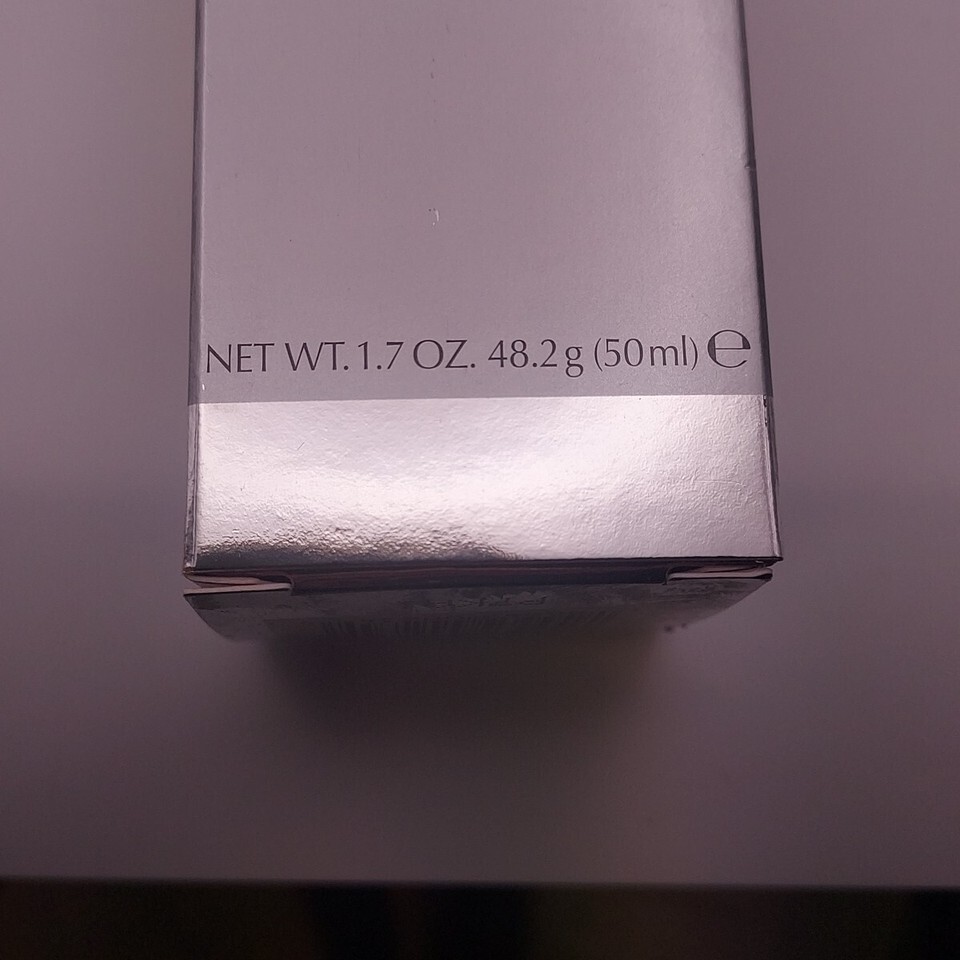 NET WT. 1.7 OZ. 48.2 g (50 ml) ℮